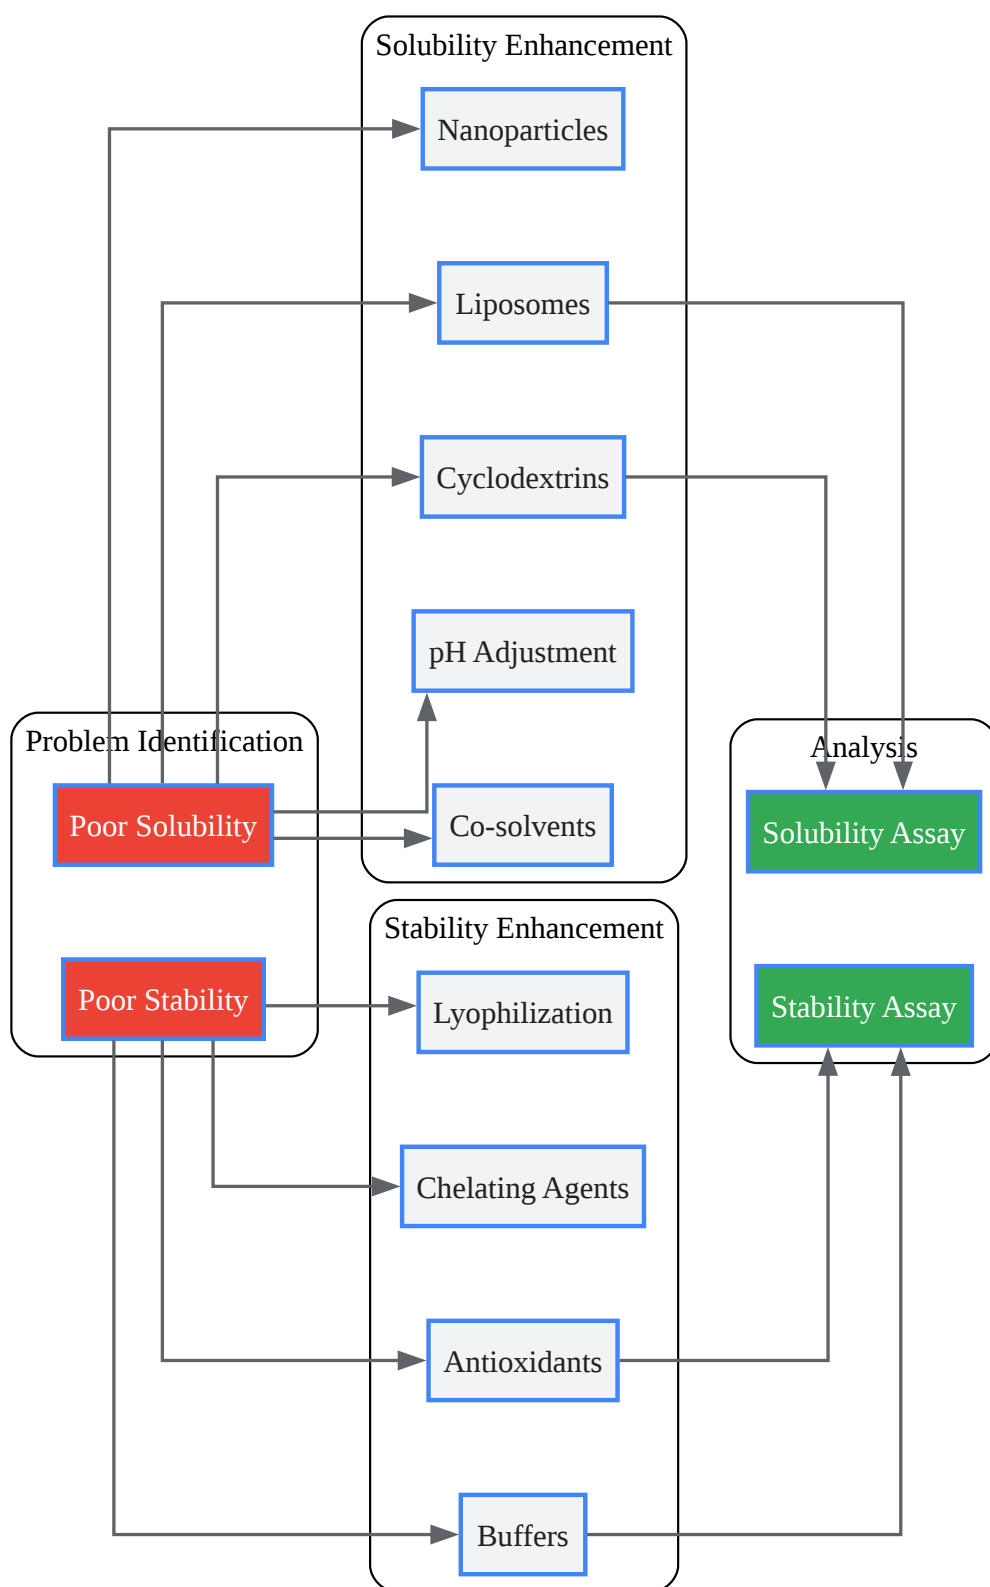 Solubility Enhancement
Nanoparticles
Liposomes
Cyclodextrins
pH Adjustment
Co-solvents
Problem Identification
Poor Solubility
Poor Stability
Analysis
Solubility Assay
Stability Assay
Stability Enhancement
Lyophilization
Chelating Agents
Antioxidants
Buffers